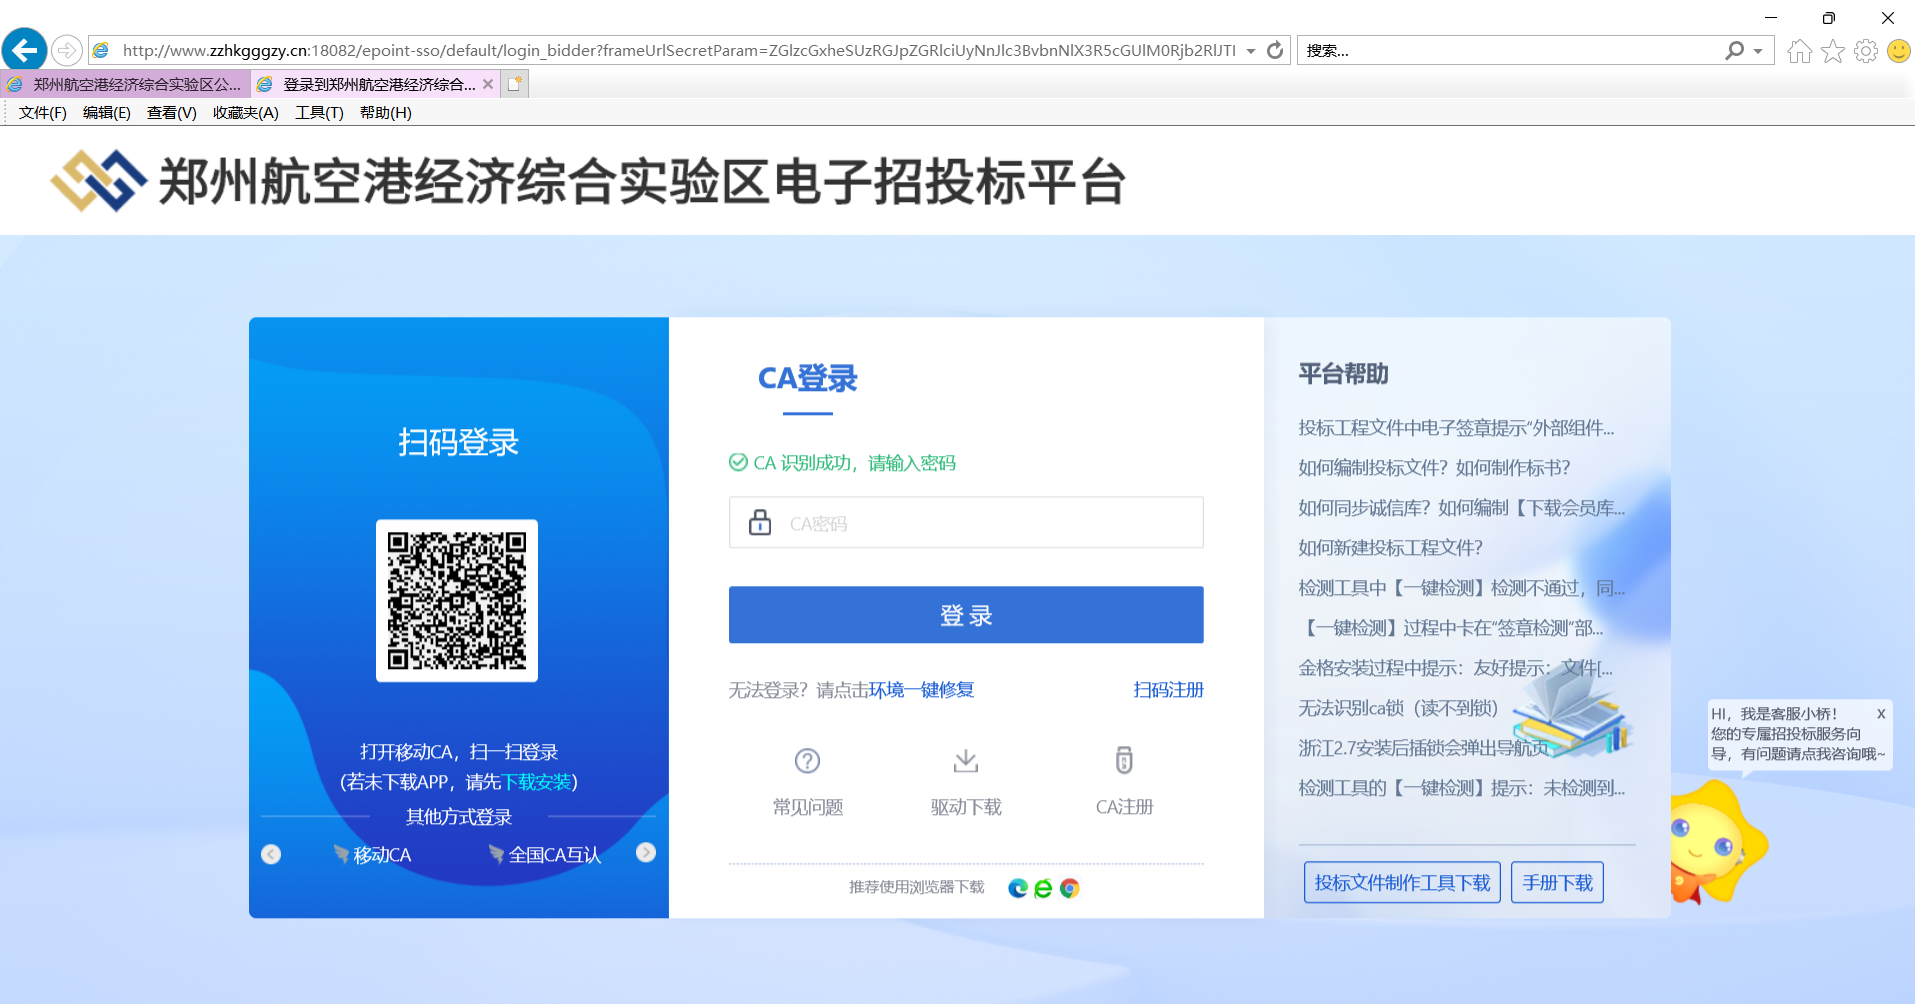 http://www.zzhkgggzy.cn:18082/epoint-sso/default/login_bidder?frameUrlSecretParam=ZGlzcGxheSUzRGJpZGRlciUyNnJlc3BvbnNlX3R5cGUlM0Rjb2RlJTI
搜索...
郑州航空港经济综合实验区公...
登录到郑州航空港经济综合...
文件(F) 编辑(E) 查看(V) 收藏夹(A) 工具(T) 帮助(H)
郑州航空港经济综合实验区电子招投标平台
扫码登录
打开移动CA，扫一扫登录
(若未下载APP，请先下载安装)
其他方式登录
移动CA
全国CA互认
CA登录
CA 识别成功，请输入密码
CA密码
登 录
无法登录？请点击环境一键修复
扫码注册
常见问题
驱动下载
CA注册
推荐使用浏览器下载
平台帮助
投标工程文件中电子签章提示“外部组件...
如何编制投标文件？如何制作标书？
如何同步诚信库？如何编制【下载会员库...
如何新建投标工程文件？
检测工具中【一键检测】检测不通过，同...
【一键检测】过程中卡在“签章检测”部...
金格安装过程中提示：友好提示：文件[...
无法识别ca锁（读不到锁）
浙江2.7安装后插锁会弹出导航页
检测工具的【一键检测】提示：未检测到...
投标文件制作工具下载
手册下载
HI，我是客服小桥！ x
您的专属招投标服务向
导，有问题请点我咨询哦~